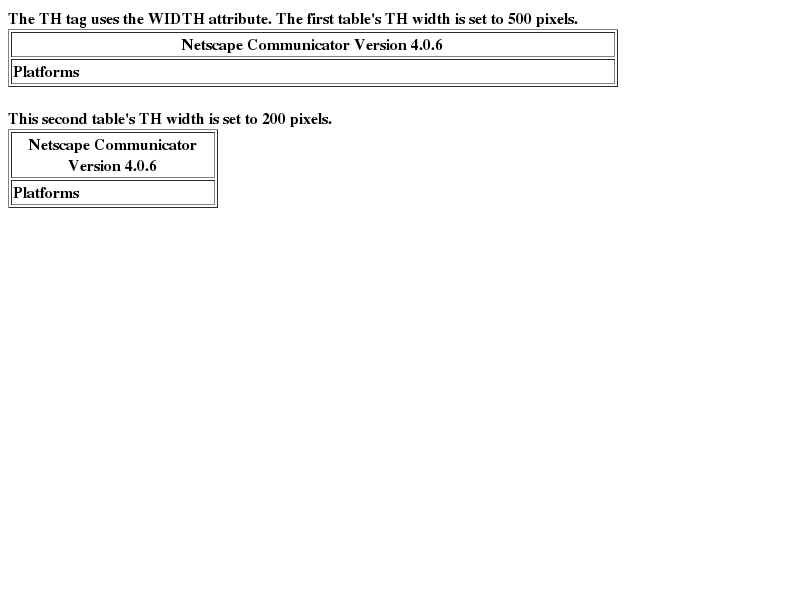 The TH tag uses the WIDTH attribute. The first table's TH width is set to 500 pixels.
Netscape Communicator Version 4.0.6
Platforms
This second table's TH width is set to 200 pixels.
Netscape Communicator
Version 4.0.6
Platforms